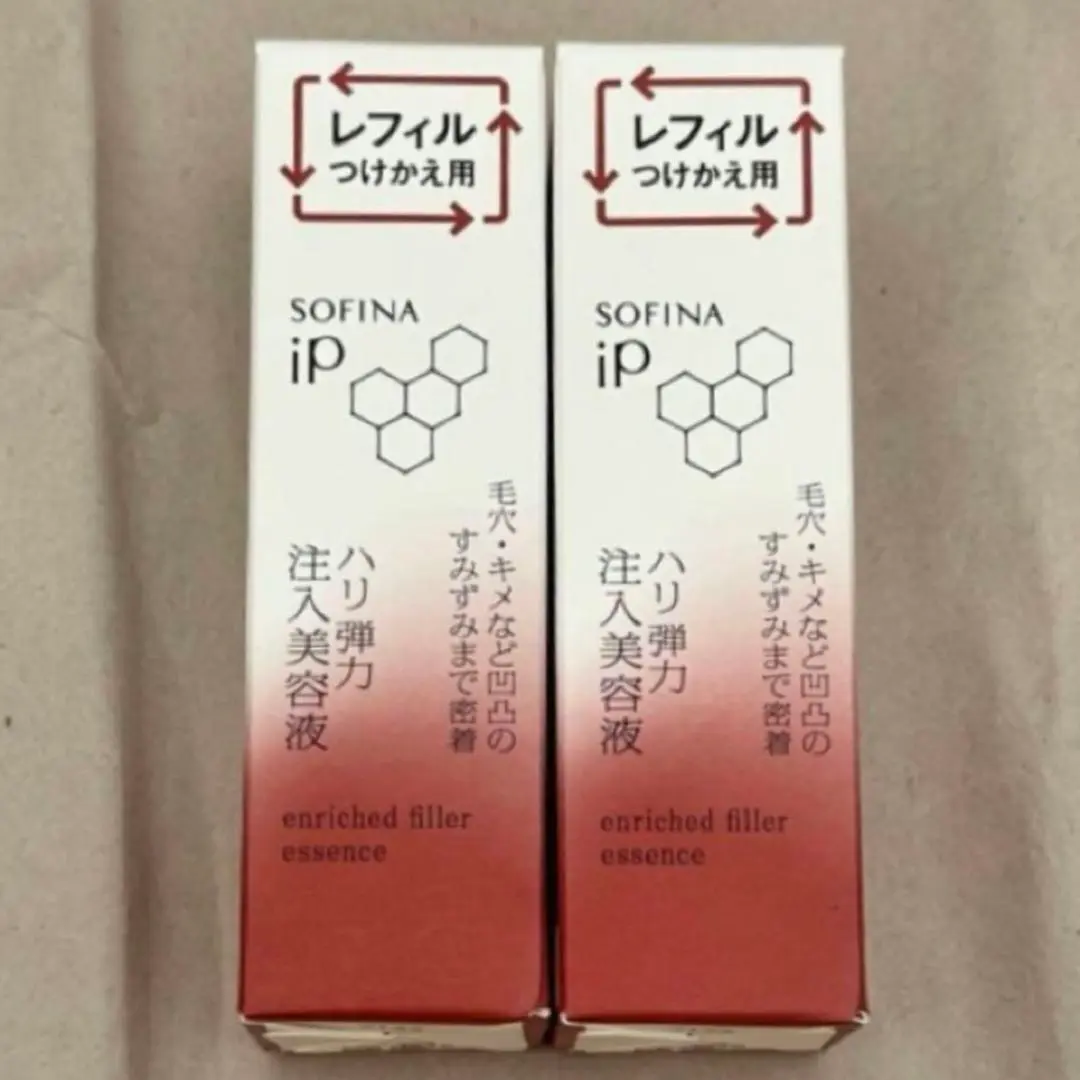 レフィル
つけかえ用
SOFINA
iP
毛穴・キメなど凹凸の
すみずみまで密着
ハリ弾力
注入美容液
enriched filler
essence
レフィル
つけかえ用
SOFINA
iP
毛穴・キメなど凹凸の
すみずみまで密着
ハリ弾力
注入美容液
enriched filler
essence